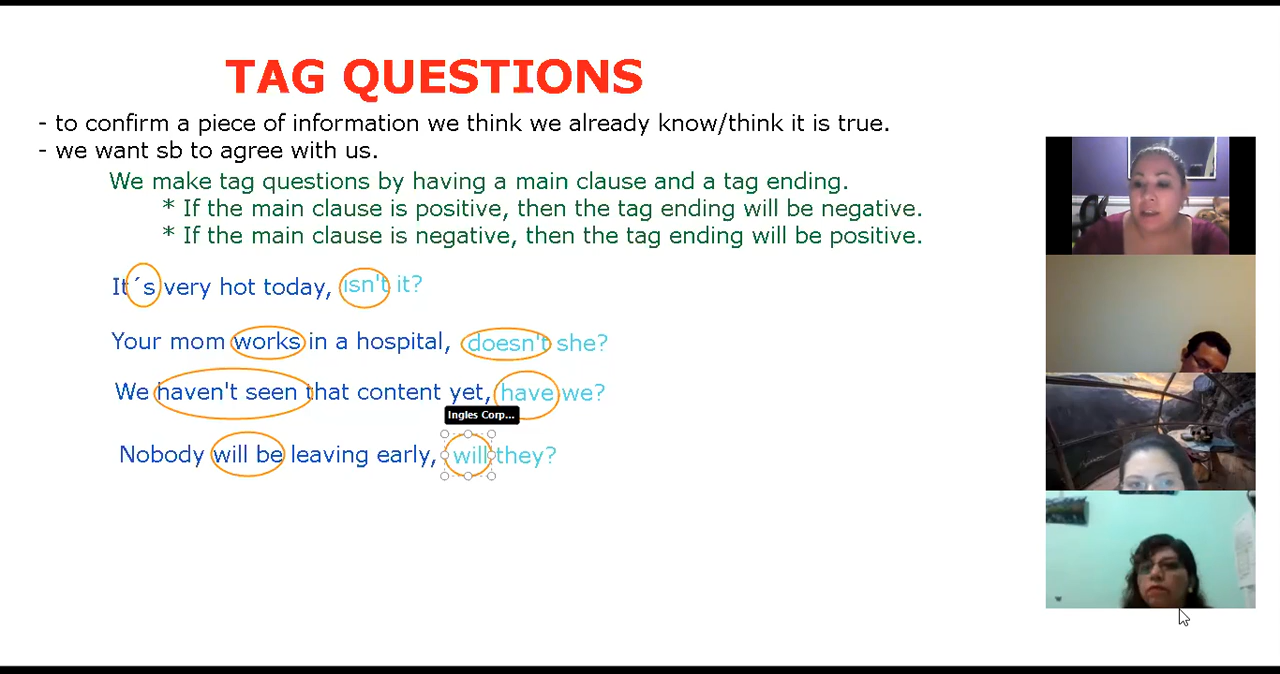 TAG QUESTIONS
- to confirm a piece of information we think we already know/think it is true.
- we want sb to agree with us.
We make tag questions by having a main clause and a tag ending.
* If the main clause is positive, then the tag ending will be negative.
* If the main clause is negative, then the tag ending will be positive.
It´s very hot today, isn't it?
Your mom works in a hospital, doesn't she?
We haven't seen that content yet, have we?
Ingles Corp...
Nobody will be leaving early, will they?